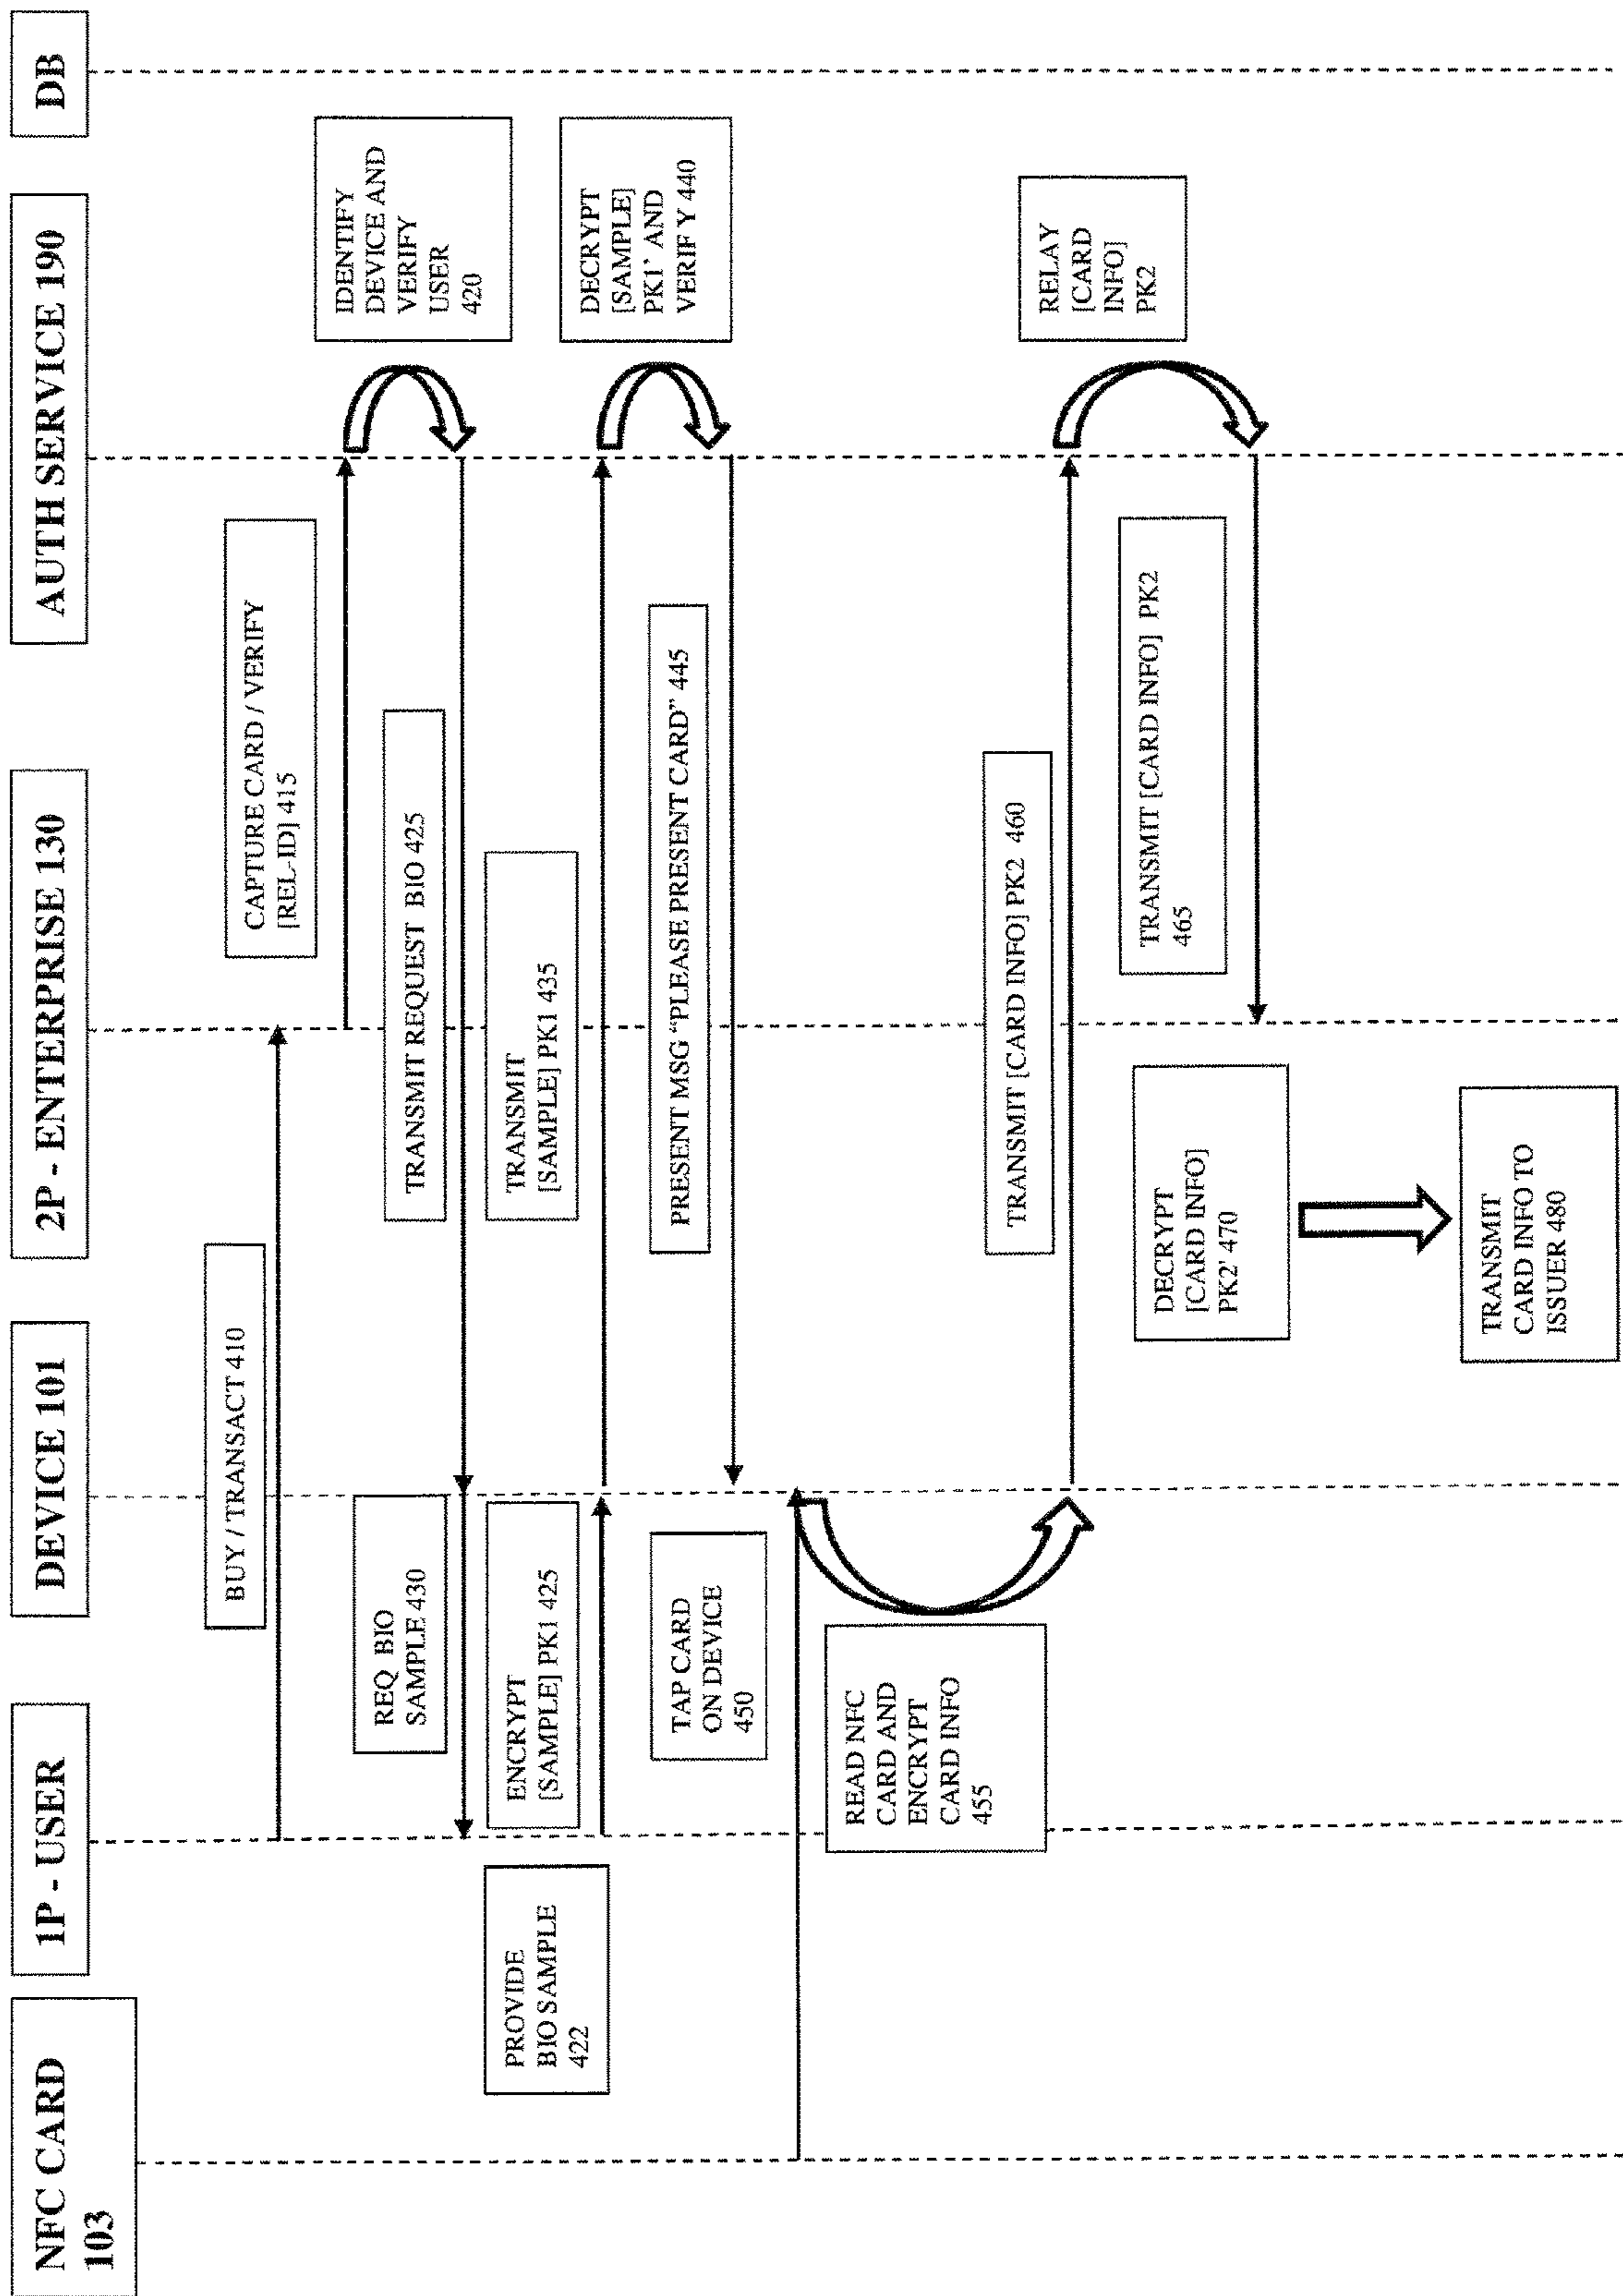 NFC CARD
103
1P - USER
DEVICE 101
2P - ENTERPRISE 130
AUTH SERVICE 190
DB
BUY / TRANSACT 410
CAPTURE CARD / VERIFY
[REL-ID] 415
IDENTIFY
DEVICE AND
VERIFY
USER
420
REQ BIO
SAMPLE 430
TRANSMIT REQUEST BIO 425
PROVIDE
BIO SAMPLE
422
ENCRYPT
[SAMPLE] PK1 425
TRANSMIT
[SAMPLE] PK1 435
DECRYPT
[SAMPLE]
PK1' AND
VERIF Y 440
TAP CARD
ON DEVICE
450
PRESENT MSG "PLEASE PRESENT CARD" 445
READ NFC
CARD AND
ENCRYPT
CARD INFO
455
TRANSMIT [CARD INFO] PK2 460
RELAY
[CARD
INFO]
PK2
TRANSMIT [CARD INFO] PK2
465
DECRYPT
[CARD INFO]
PK2' 470
TRANSMIT
CARD INFO TO
ISSUER 480